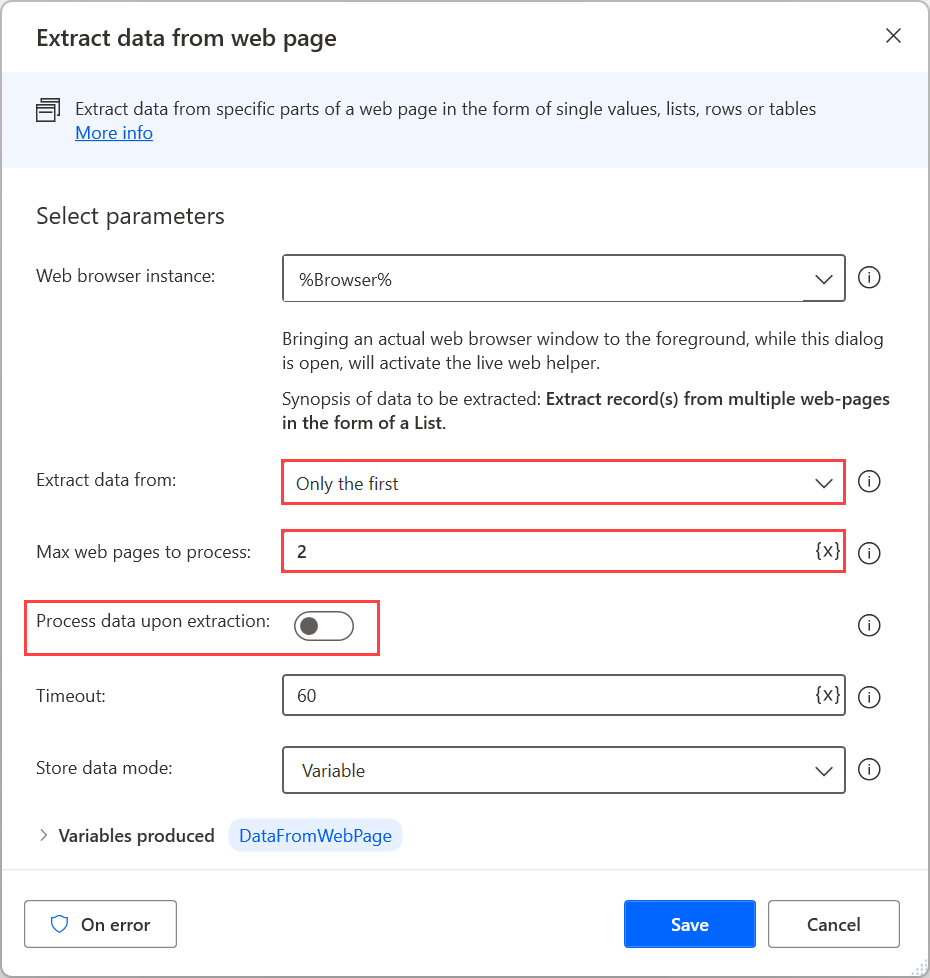 Extract data from web page
Extract data from specific parts of a web page in the form of single values, lists, rows or tables
More info
Select parameters
Web browser instance:
%Browser%
Bringing an actual web browser window to the foreground, while this dialog
is open, will activate the live web helper.
Synopsis of data to be extracted: Extract record(s) from multiple web-pages
in the form of a List.
Extract data from:
Only the first
Max web pages to process:
2 {x}
Process data upon extraction:
Timeout:
60 {x}
Store data mode:
Variable
Variables produced DataFromWebPage
On error
Save
Cancel